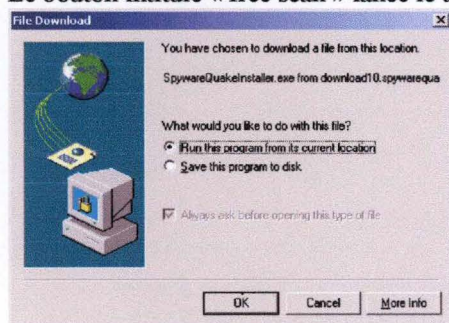 File Download
You have chosen to download a file from this location.
SpywareQuakeInstaller.exe from download10.spywarequa
What would you like to do with this file?
Run this program from its current location
Save this program to disk
Always ask before opening this type of file
OK
Cancel
More Info